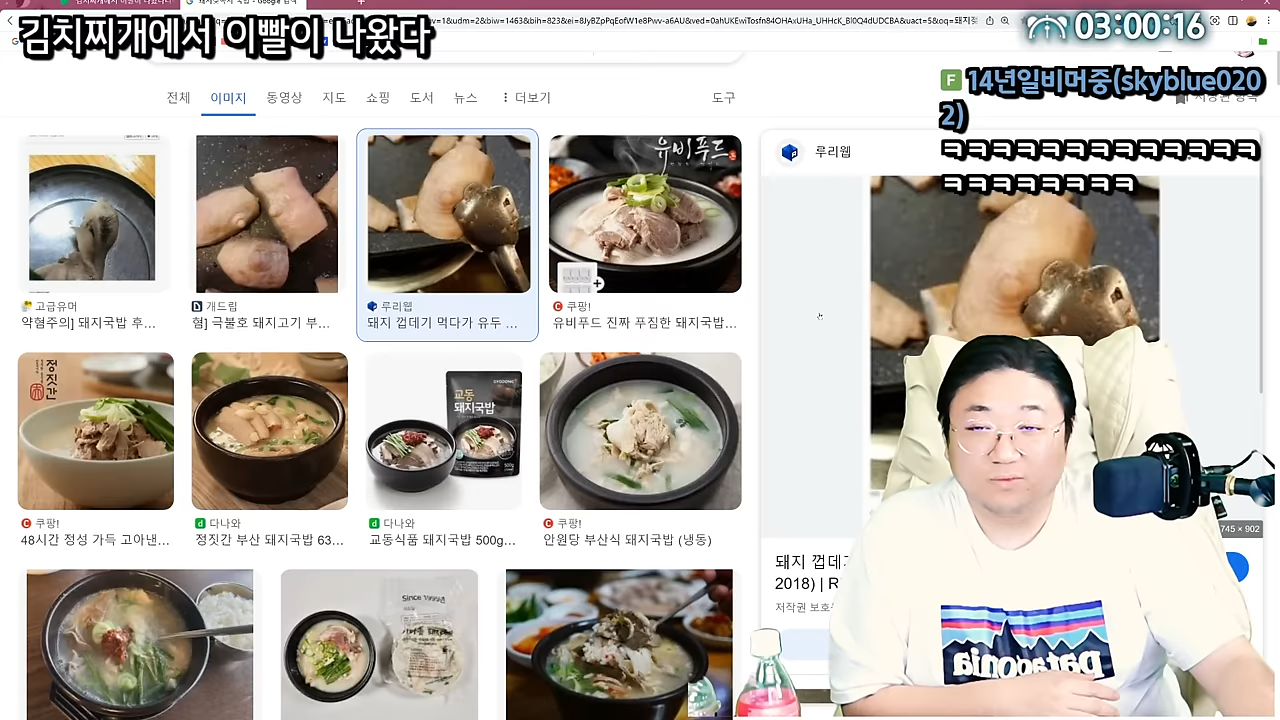 김치찌개에서 이빨이 나왔다
03:00:16
F 14년일비머중(skyblue020
2)
ㅋㅋㅋㅋㅋㅋㅋㅋㅋㅋㅋㅋㅋ
ㅋㅋㅋㅋㅋㅋㅋㅋ
전체 이미지 동영상 지도 쇼핑 도서 뉴스 더보기 도구
루리웹
유비푸드
고급유머
약혐주의] 돼지국밥 후...
개드립
혐] 극불호 돼지고기 부...
루리웹
돼지 껍데기 먹다가 유두 ...
쿠팡!
유비푸드 진짜 푸짐한 돼지국밥...
정짓간
교동
돼지국밥
쿠팡!
48시간 정성 가득 고아낸...
다나와
정짓간 부산 돼지국밥 63...
다나와
교동식품 돼지국밥 500g...
쿠팡!
안원당 부산식 돼지국밥 (냉동)
745 x 902
돼지 껍데기
2018) | R
저작권 보호
patagonia